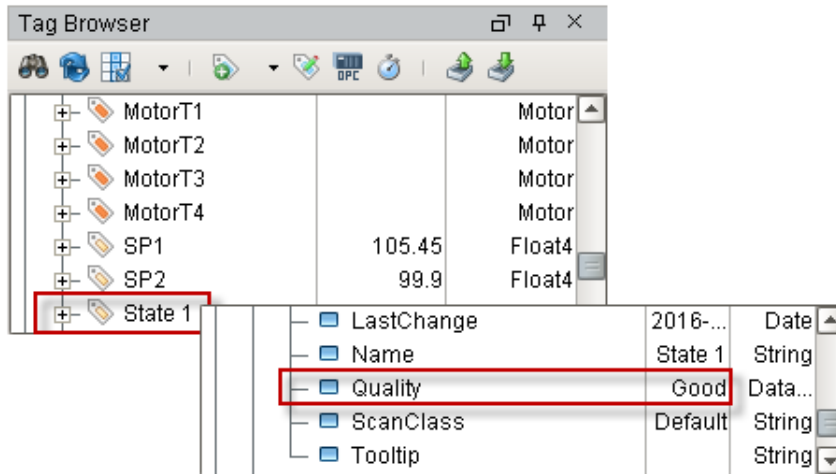 Tag Browser
OPC
MotorT1 Motor
MotorT2 Motor
MotorT3 Motor
MotorT4 Motor
SP1 105.45 Float4
SP2 99.9 Float4
State 1
LastChange 2016-... Date
Name State 1 String
Quality Good Data...
ScanClass Default String
Tooltip String